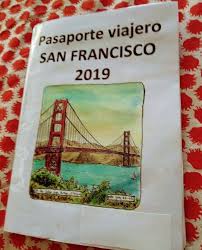 Pasaporte viajero
SAN FRANCISCO
2019